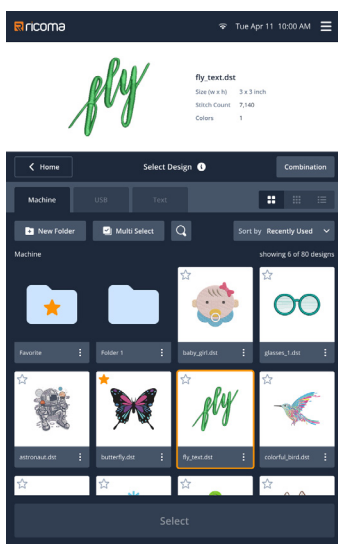 ricoma
Tue Apr 11 10:00 AM
fly
fly_text.dst
Size (w x h) 3 x 3 inch
Stitch Count 7,140
Colors 1
Home
Select Design
Combination
Machine
USB
Text
New Folder
Multi Select
Sort by Recently Used
Machine
showing 6 of 80 designs
Favorite
Folder 1
baby_girl.dst
glasses_1.dst
fly
astronaut.dst
butterfly.dst
fly_text.dst
colorful_bird.dst
Select